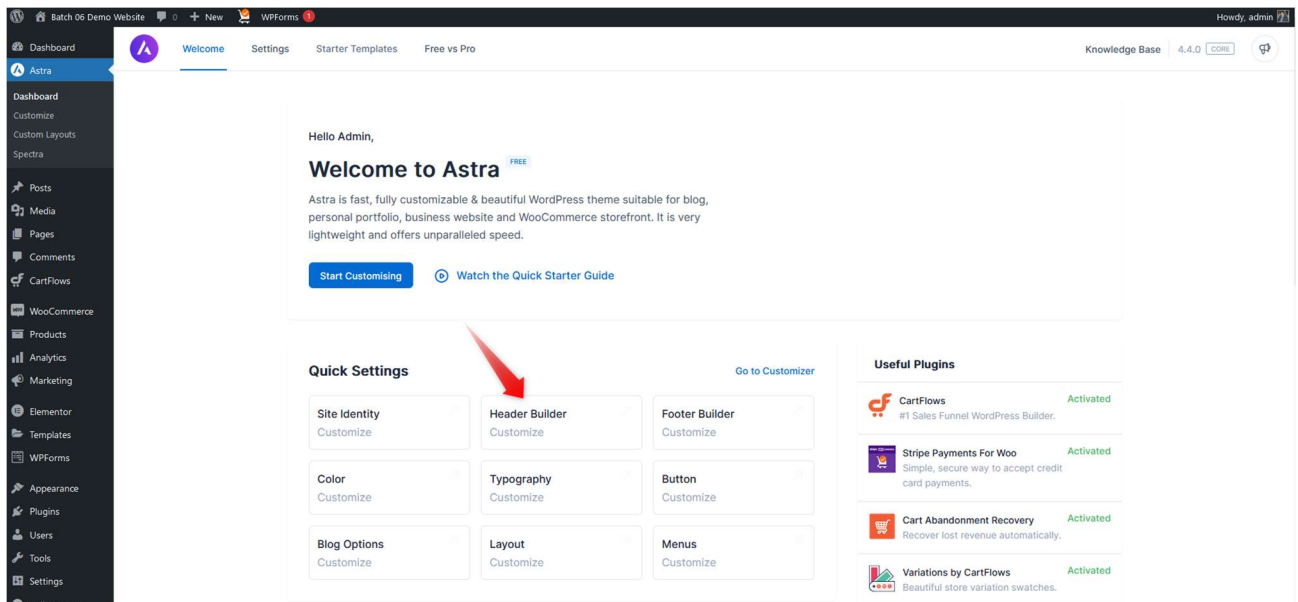 Batch 06 Demo Website 0 + New WPForms 1 Howdy, admin
Dashboard
Astra
Dashboard
Customize
Custom Layouts
Spectra
Posts
Media
Pages
Comments
CartFlows
WooCommerce
Products
Analytics
Marketing
Elementor
Templates
WPForms
Appearance
Plugins
Users
Tools
Settings
Welcome Settings Starter Templates Free vs Pro Knowledge Base 4.4.0 CORE
Hello Admin,
Welcome to Astra FREE
Astra is fast, fully customizable & beautiful WordPress theme suitable for blog,
personal portfolio, business website and WooCommerce storefront. It is very
lightweight and offers unparalleled speed.
Start Customising Watch the Quick Starter Guide
Quick Settings Go to Customizer
Site Identity
Customize
Header Builder
Customize
Footer Builder
Customize
Color
Customize
Typography
Customize
Button
Customize
Blog Options
Customize
Layout
Customize
Menus
Customize
Useful Plugins
CartFlows Activated
#1 Sales Funnel WordPress Builder.
Stripe Payments For Woo Activated
Simple, secure way to accept credit
card payments.
Cart Abandonment Recovery Activated
Recover lost revenue automatically.
Variations by CartFlows Activated
Beautiful store variation swatches.